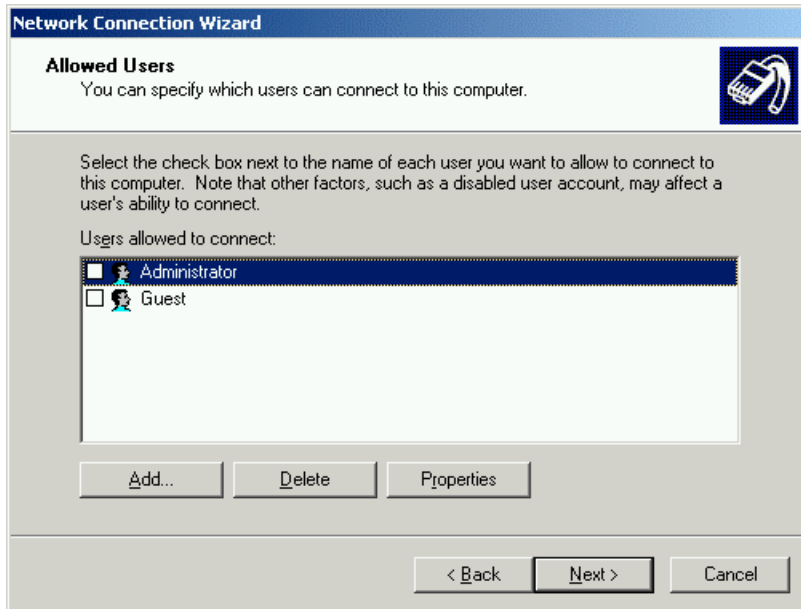 Network Connection Wizard
Allowed Users
You can specify which users can connect to this computer.
Select the check box next to the name of each user you want to allow to connect to
this computer.  Note that other factors, such as a disabled user account, may affect a
user's ability to connect.
Users allowed to connect:
Administrator
Guest
Add...
Delete
Properties
< Back
Next >
Cancel